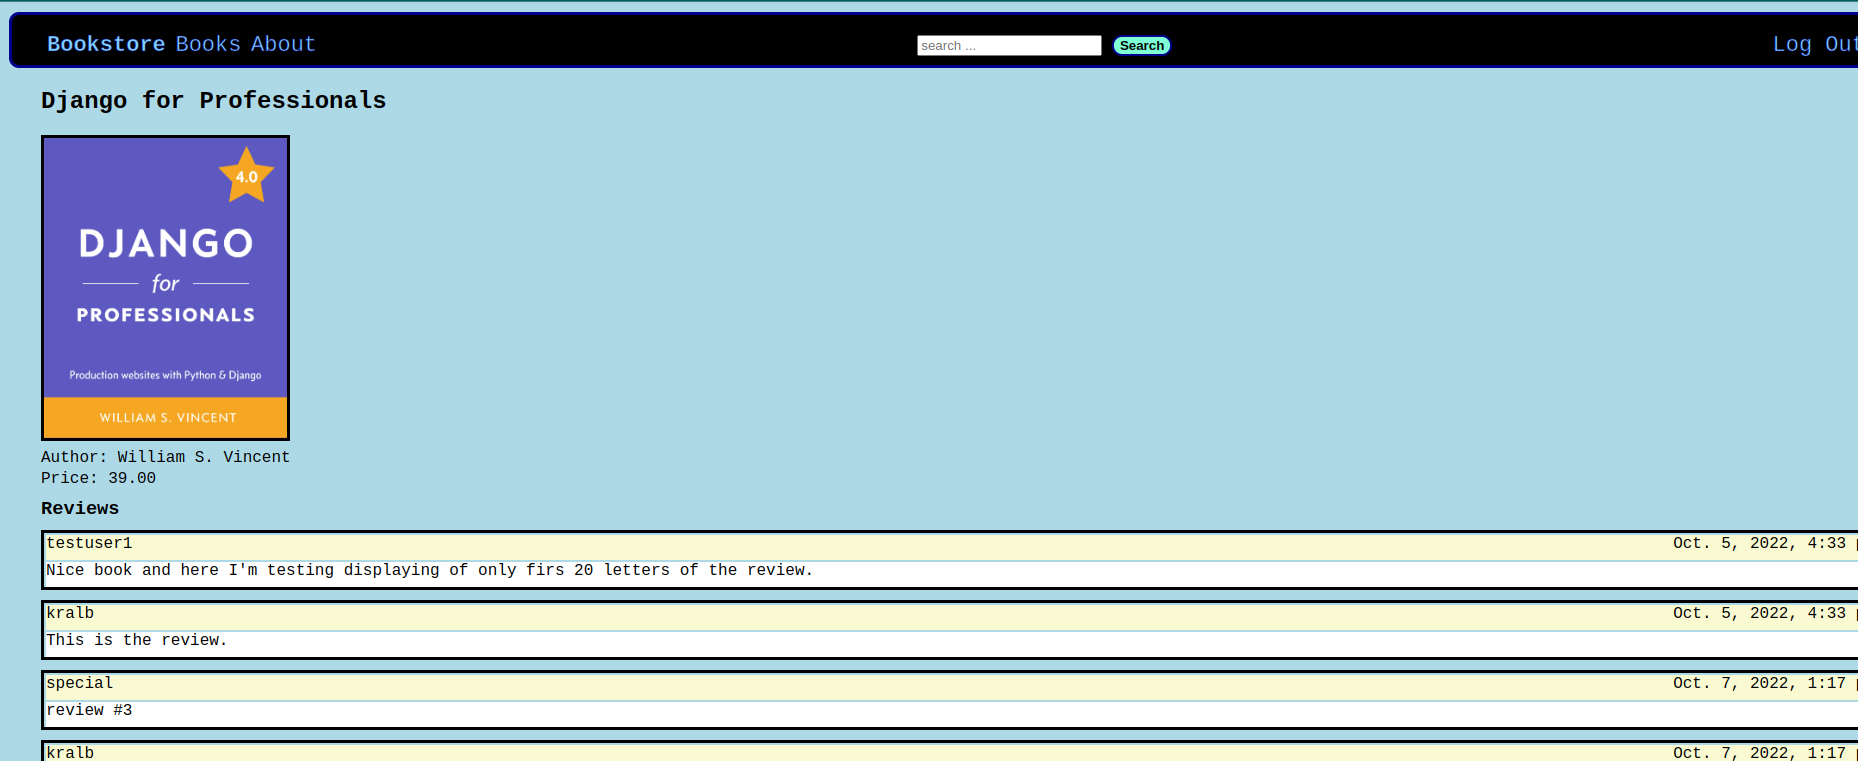 Bookstore Books About search ... Search Log Out
Django for Professionals
4.0
DJANGO
for
PROFESSIONALS
Production websites with Python & Django
WILLIAM S. VINCENT
Author: William S. Vincent
Price: 39.00
Reviews
testuser1 Oct. 5, 2022, 4:33
Nice book and here I'm testing displaying of only firs 20 letters of the review.
kralb Oct. 5, 2022, 4:33
This is the review.
special Oct. 7, 2022, 1:17
review #3
kralb Oct. 7, 2022, 1:17